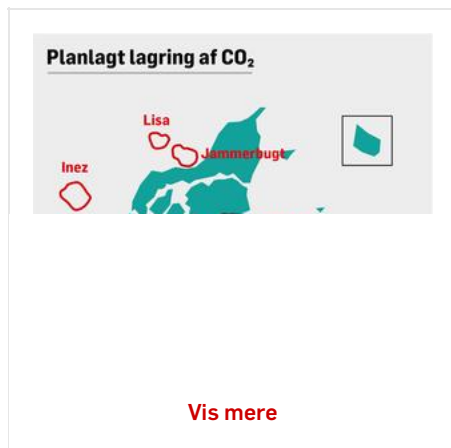 Planlagt lagring af CO₂
Lisa
Jammerbugt
Inez
Vis mere